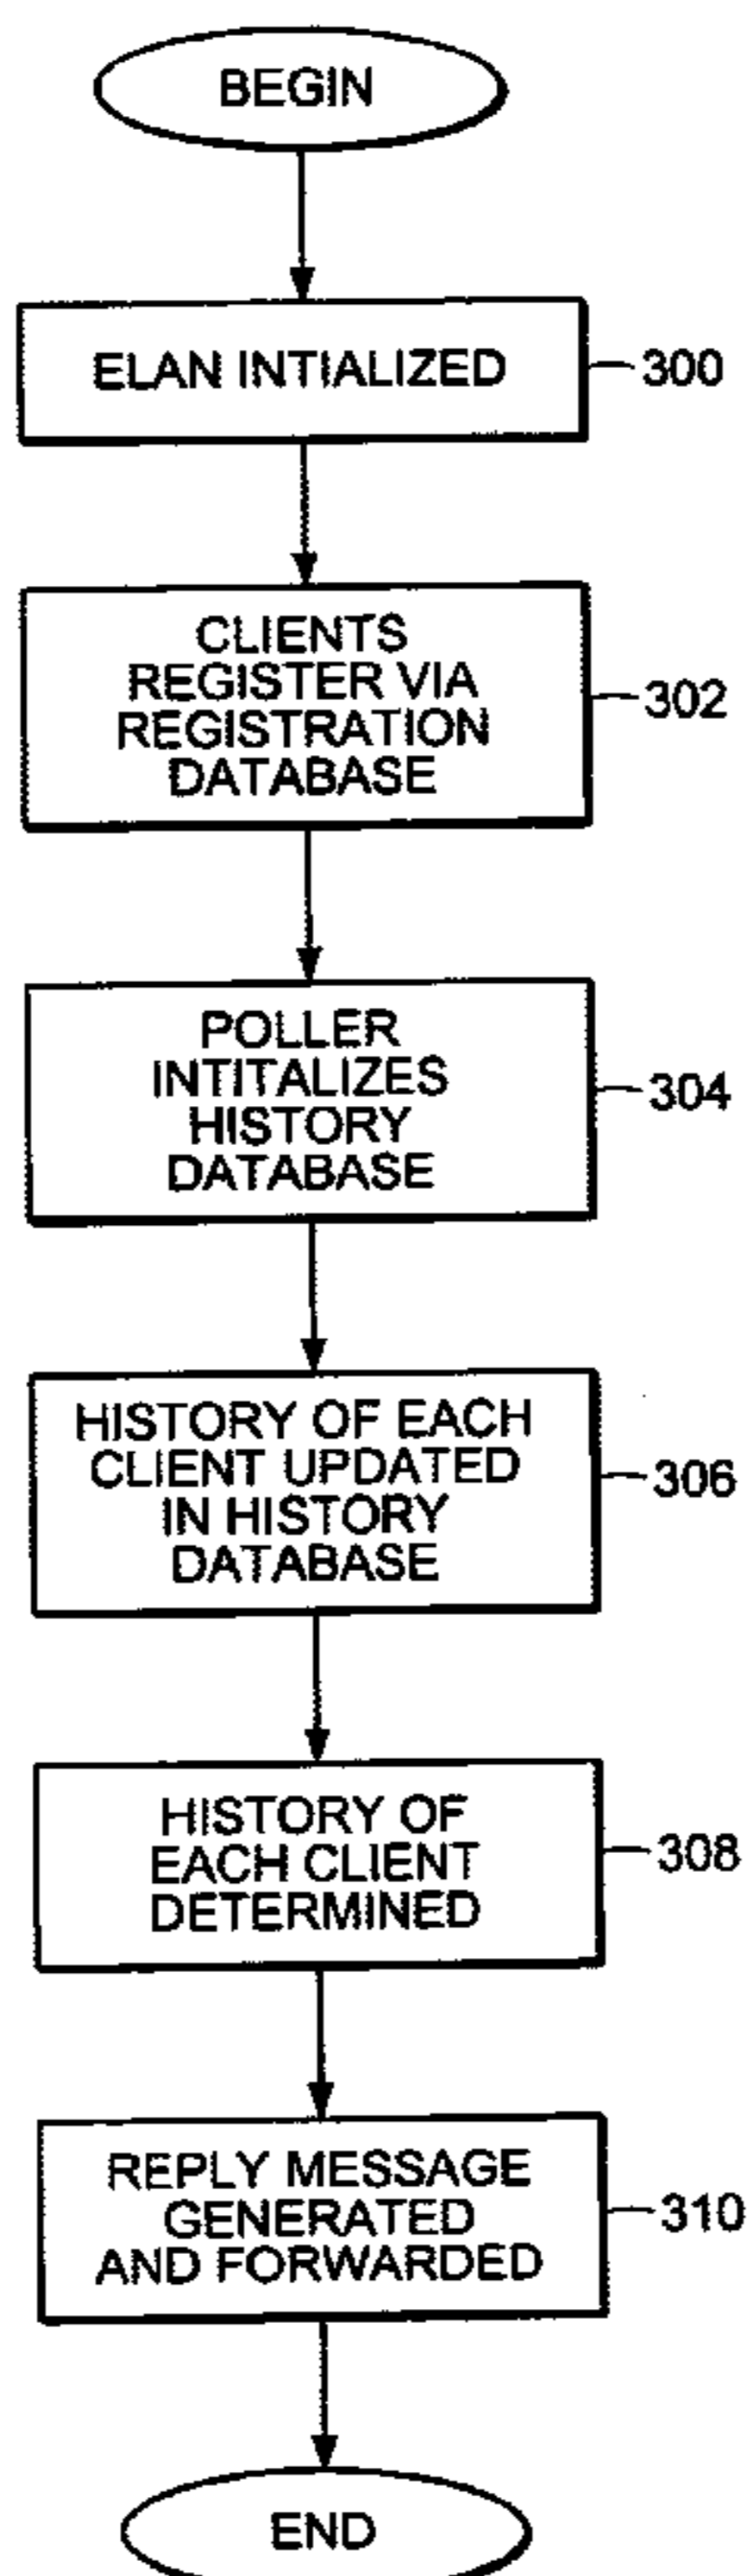 BEGIN
ELAN INTIALIZED
300
CLIENTS
REGISTER VIA
REGISTRATION
DATABASE
302
POLLER
INTITALIZES
HISTORY
DATABASE
304
HISTORY OF EACH
CLIENT UPDATED
IN HISTORY
DATABASE
306
HISTORY OF
EACH CLIENT
DETERMINED
308
REPLY MESSAGE
GENERATED
AND FORWARDED
310
END